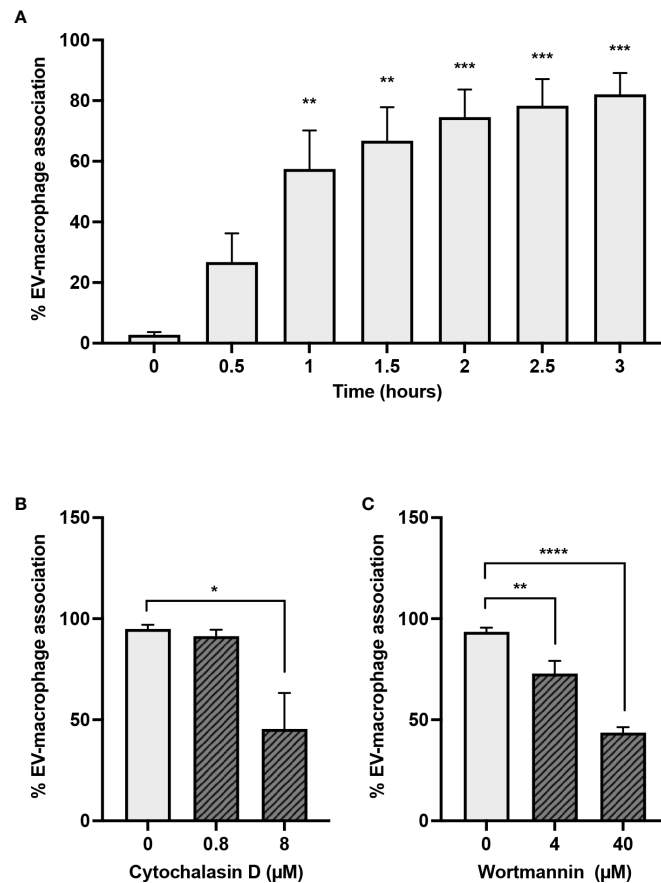 A
% EV-macrophage association
100
80
60
40
20
0
** ** *** *** ***
0 0.5 1 1.5 2 2.5 3
Time (hours)
B
% EV-macrophage association
150
100
50
0
*
0 0.8 8
Cytochalasin D (µM)
C
% EV-macrophage association
150
100
50
0
****
**
0 4 40
Wortmannin (µM)